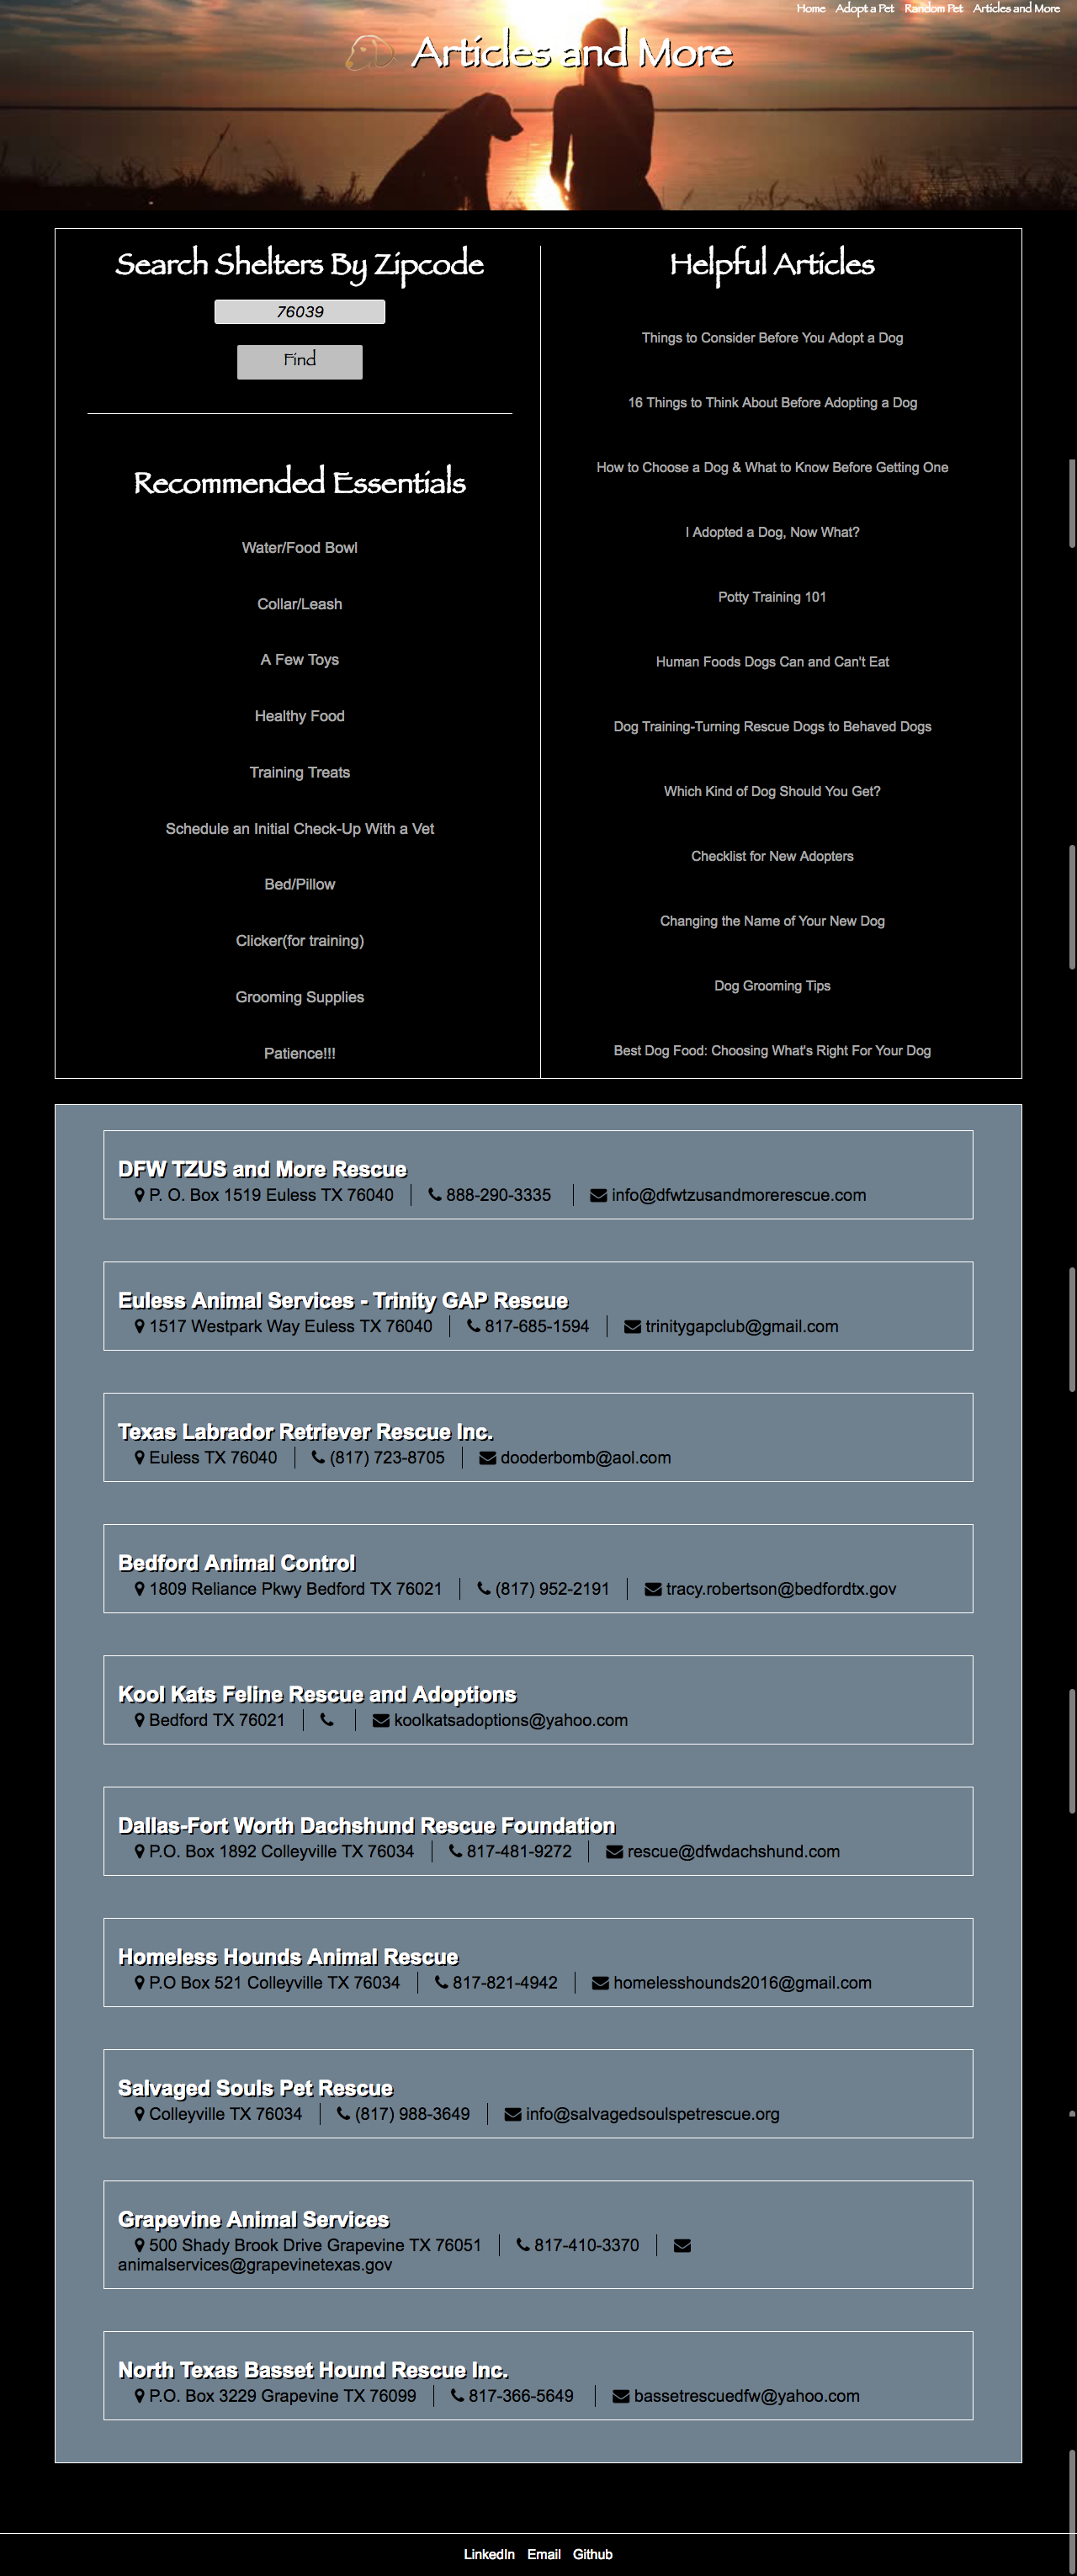 Home Adopt a Pet Random Pet Articles and More
Articles and More
Search Shelters By Zipcode
76039
Find
Recommended Essentials
Water/Food Bowl
Collar/Leash
A Few Toys
Healthy Food
Training Treats
Schedule an Initial Check-Up With a Vet
Bed/Pillow
Clicker(for training)
Grooming Supplies
Patience!!!
Helpful Articles
Things to Consider Before You Adopt a Dog
16 Things to Think About Before Adopting a Dog
How to Choose a Dog & What to Know Before Getting One
I Adopted a Dog, Now What?
Potty Training 101
Human Foods Dogs Can and Can't Eat
Dog Training-Turning Rescue Dogs to Behaved Dogs
Which Kind of Dog Should You Get?
Checklist for New Adopters
Changing the Name of Your New Dog
Dog Grooming Tips
Best Dog Food: Choosing What's Right For Your Dog
DFW TZUS and More Rescue
P. O. Box 1519 Euless TX 76040 888-290-3335 info@dfwtzusandmorerescue.com
Euless Animal Services - Trinity GAP Rescue
1517 Westpark Way Euless TX 76040 817-685-1594 trinitygapclub@gmail.com
Texas Labrador Retriever Rescue Inc.
Euless TX 76040 (817) 723-8705 dooderbomb@aol.com
Bedford Animal Control
1809 Reliance Pkwy Bedford TX 76021 (817) 952-2191 tracy.robertson@bedfordtx.gov
Kool Kats Feline Rescue and Adoptions
Bedford TX 76021 koolkatsadoptions@yahoo.com
Dallas-Fort Worth Dachshund Rescue Foundation
P.O. Box 1892 Colleyville TX 76034 817-481-9272 rescue@dfwdachshund.com
Homeless Hounds Animal Rescue
P.O Box 521 Colleyville TX 76034 817-821-4942 homelesshounds2016@gmail.com
Salvaged Souls Pet Rescue
Colleyville TX 76034 (817) 988-3649 info@salvagedsoulspetrescue.org
Grapevine Animal Services
500 Shady Brook Drive Grapevine TX 76051 817-410-3370
animalservices@grapevinetexas.gov
North Texas Basset Hound Rescue Inc.
P.O. Box 3229 Grapevine TX 76099 817-366-5649 bassetrescuedfw@yahoo.com
LinkedIn Email Github